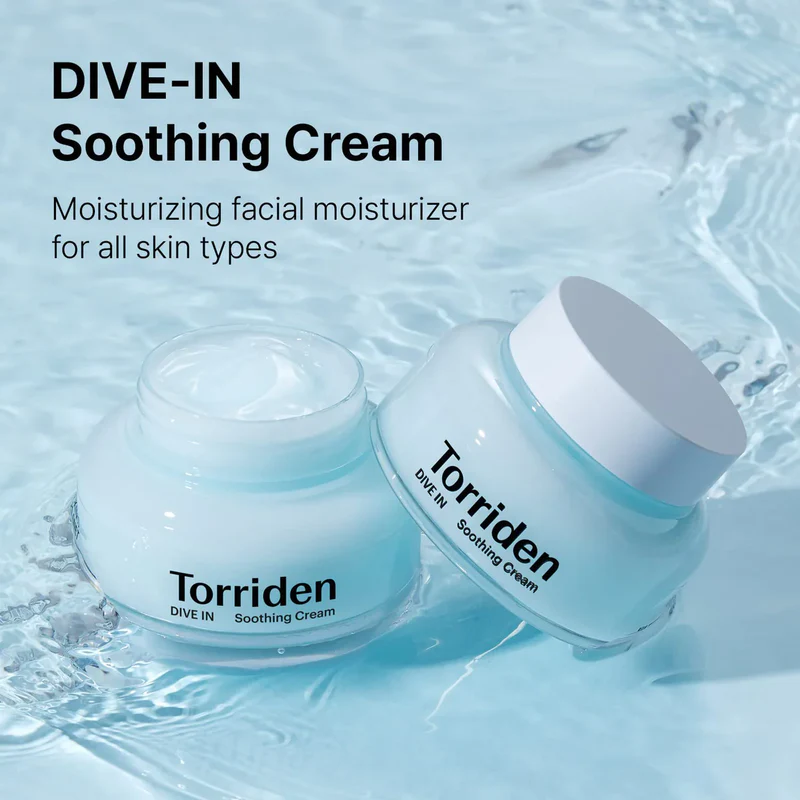 DIVE-IN
Soothing Cream
Moisturizing facial moisturizer
for all skin types
Torriden
DIVE IN Soothing Cream
Torriden
DIVE IN Soothing Cream